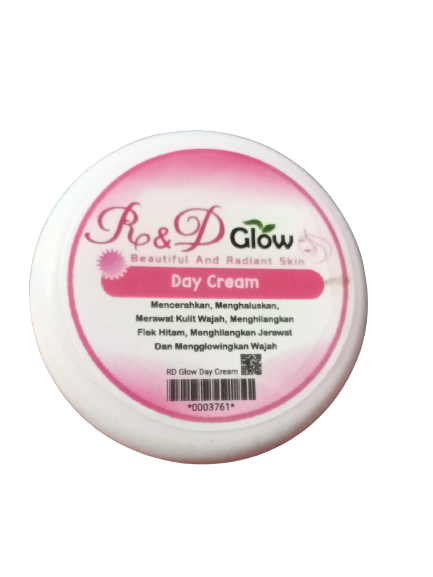 R&D Glow
Beautiful And Radiant Skin
Day Cream
Mencerahkan, Menghaluskan,
Merawat Kulit Wajah, Menghilangkan
Flek Hitam, Menghilangkan Jerawat
Dan Mengglowingkan Wajah
RD Glow Day Cream
*0003761*